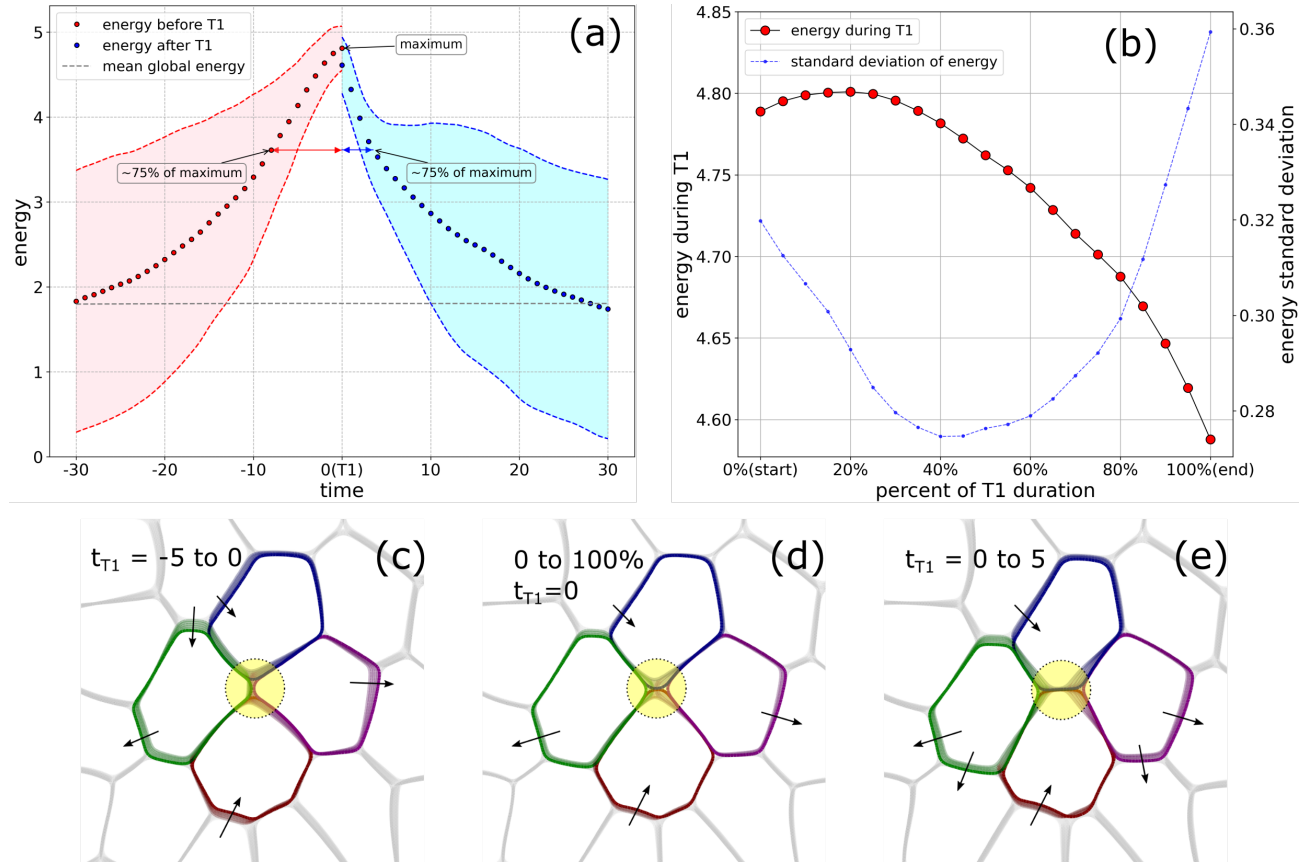 energy before T1
energy after T1
mean global energy
(a)
maximum
~75% of maximum
~75% of maximum
5
4
3
2
1
0
energy
-30
-20
-10
0(T1)
10
20
30
time
energy during T1
standard deviation of energy
(b)
4.85
4.80
4.75
4.70
4.65
4.60
energy during T1
0.36
0.34
0.32
0.30
0.28
energy standard deviation
0%(start)
20%
40%
60%
80%
100%(end)
percent of T1 duration
t_T1 = -5 to 0
(c)
0 to 100%
t_T1=0
(d)
t_T1 = 0 to 5
(e)